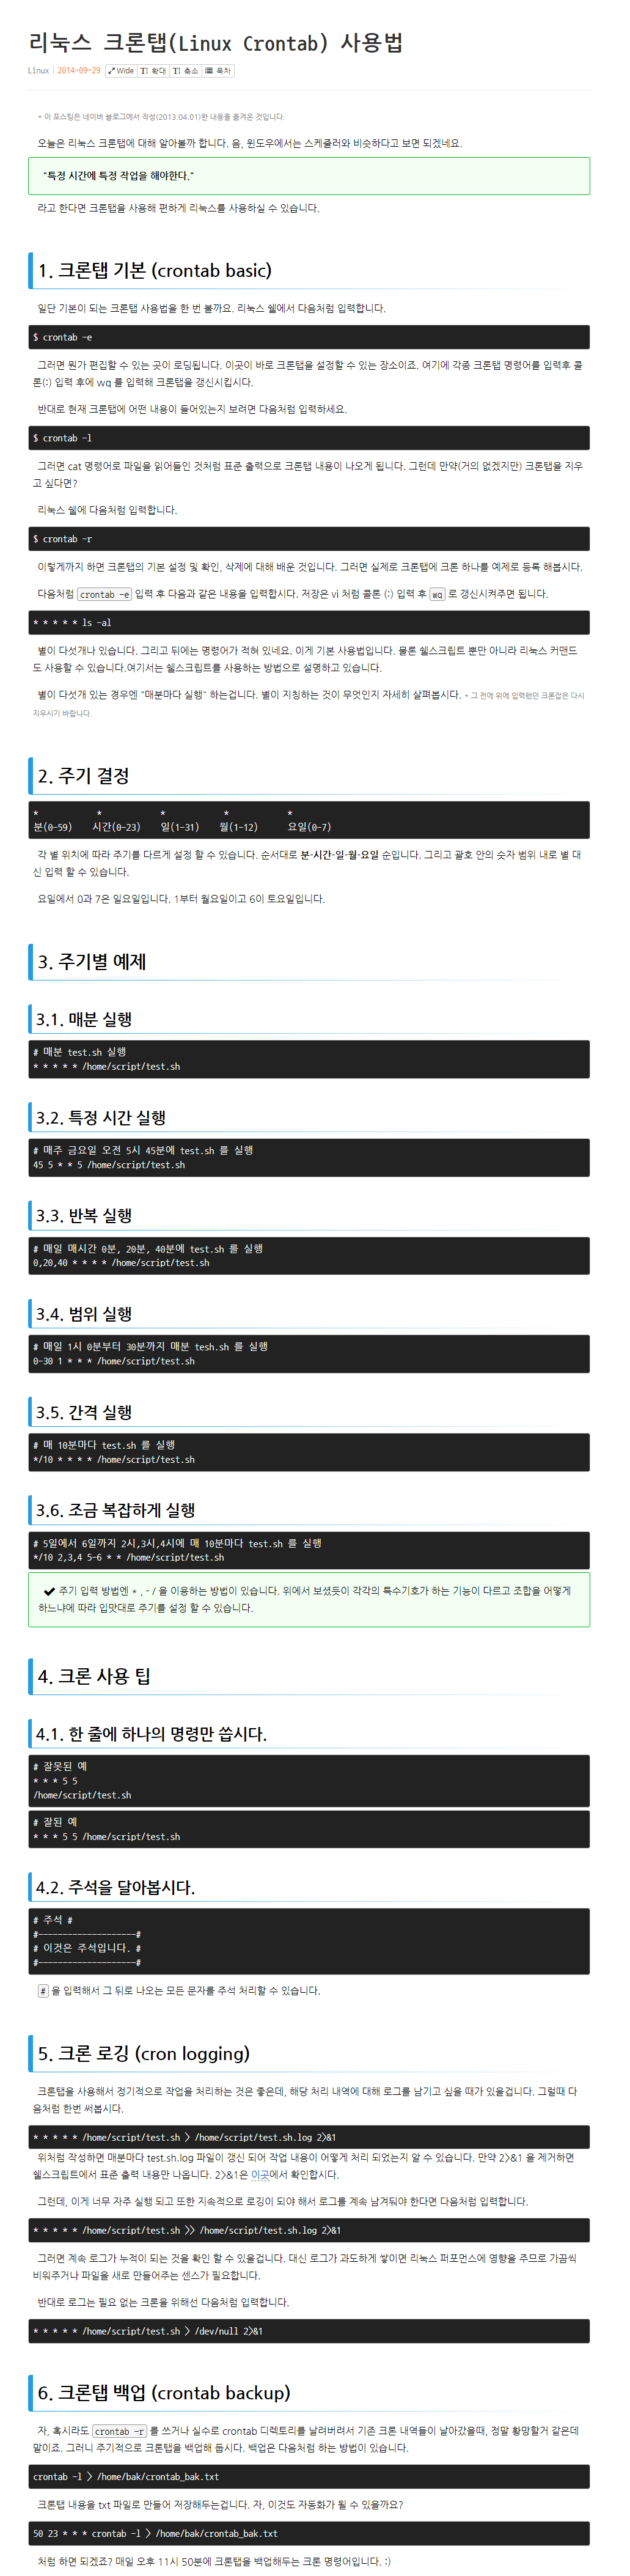 리눅스 크론탭(Linux Crontab) 사용법
Linux | 2014-09-29 Wide 확대 축소 목차
* 이 포스팅은 네이버 블로그에서 작성(2013.04.01)한 내용을 옮겨온 것입니다.
오늘은 리눅스 크론탭에 대해 알아볼까 합니다. 음, 윈도우에서는 스케줄러와 비슷하다고 보면 되겠네요.
"특정 시간에 특정 작업을 해야한다."
라고 한다면 크론탭을 사용해 편하게 리눅스를 사용하실 수 있습니다.
1. 크론탭 기본 (crontab basic)
일단 기본이 되는 크론탭 사용법을 한 번 볼까요. 리눅스 쉘에서 다음처럼 입력합니다.
$ crontab -e
그러면 뭔가 편집할 수 있는 곳이 로딩됩니다. 이곳이 바로 크론탭을 설정할 수 있는 장소이죠. 여기에 각종 크론탭 명령어를 입력후 콜
론(:) 입력 후에 wq 를 입력해 크론탭을 갱신시킵시다.
반대로 현재 크론탭에 어떤 내용이 들어있는지 보려면 다음처럼 입력하세요.
$ crontab -l
그러면 cat 명령어로 파일을 읽어들인 것처럼 표준 출력으로 크론탭 내용이 나오게 됩니다. 그런데 만약(거의 없겠지만) 크론탭을 지우
고 싶다면?
리눅스 쉘에 다음처럼 입력합니다.
$ crontab -r
이렇게까지 하면 크론탭의 기본 설정 및 확인, 삭제에 대해 배운 것입니다. 그러면 실제로 크론탭에 크론 하나를 예제로 등록 해봅시다.
다음처럼 crontab -e 입력 후 다음과 같은 내용을 입력합시다. 저장은 vi 처럼 콜론 (:) 입력 후 wq 로 갱신시켜주면 됩니다.
* * * * * ls -al
별이 다섯개나 있습니다. 그리고 뒤에는 명령어가 적혀 있네요. 이게 기본 사용법입니다. 물론 쉘스크립트 뿐만 아니라 리눅스 커맨드
도 사용할 수 있습니다.여기서는 쉘스크립트를 사용하는 방법으로 설명하고 있습니다.
별이 다섯개 있는 경우엔 "매분마다 실행" 하는겁니다. 별이 지칭하는 것이 무엇인지 자세히 살펴봅시다. * 그 전에 위에 입력했던 크론잡은 다시
지우시기 바랍니다.
2. 주기 결정
* * * * *
분(0-59) 시간(0-23) 일(1-31) 월(1-12) 요일(0-7)
각 별 위치에 따라 주기를 다르게 설정 할 수 있습니다. 순서대로 분-시간-일-월-요일 순입니다. 그리고 괄호 안의 숫자 범위 내로 별 대
신 입력 할 수 있습니다.
요일에서 0과 7은 일요일입니다. 1부터 월요일이고 6이 토요일입니다.
3. 주기별 예제
3.1. 매분 실행
# 매분 test.sh 실행
* * * * * /home/script/test.sh
3.2. 특정 시간 실행
# 매주 금요일 오전 5시 45분에 test.sh 를 실행
45 5 * * 5 /home/script/test.sh
3.3. 반복 실행
# 매일 매시간 0분, 20분, 40분에 test.sh 를 실행
0,20,40 * * * * /home/script/test.sh
3.4. 범위 실행
# 매일 1시 0분부터 30분까지 매분 tesh.sh 를 실행
0-30 1 * * * /home/script/test.sh
3.5. 간격 실행
# 매 10분마다 test.sh 를 실행
*/10 * * * * /home/script/test.sh
3.6. 조금 복잡하게 실행
# 5일에서 6일까지 2시,3시,4시에 매 10분마다 test.sh 를 실행
*/10 2,3,4 5-6 * * /home/script/test.sh
✔ 주기 입력 방법엔 * , - / 을 이용하는 방법이 있습니다. 위에서 보셨듯이 각각의 특수기호가 하는 기능이 다르고 조합을 어떻게
하느냐에 따라 입맛대로 주기를 설정 할 수 있습니다.
4. 크론 사용 팁
4.1. 한 줄에 하나의 명령만 씁시다.
# 잘못된 예
* * * 5 5
/home/script/test.sh
# 잘된 예
* * * 5 5 /home/script/test.sh
4.2. 주석을 달아봅시다.
# 주석 #
#--------------------#
# 이것은 주석입니다. #
#--------------------#
# 을 입력해서 그 뒤로 나오는 모든 문자를 주석 처리할 수 있습니다.
5. 크론 로깅 (cron logging)
크론탭을 사용해서 정기적으로 작업을 처리하는 것은 좋은데, 해당 처리 내역에 대해 로그를 남기고 싶을 때가 있을겁니다. 그럴때 다
음처럼 한번 써봅시다.
* * * * * /home/script/test.sh > /home/script/test.sh.log 2>&1
위처럼 작성하면 매분마다 test.sh.log 파일이 갱신 되어 작업 내용이 어떻게 처리 되었는지 알 수 있습니다. 만약 2>&1 을 제거하면
쉘스크립트에서 표준 출력 내용만 나옵니다. 2>&1은 이곳에서 확인합시다.
그런데, 이게 너무 자주 실행 되고 또한 지속적으로 로깅이 되야 해서 로그를 계속 남겨둬야 한다면 다음처럼 입력합니다.
* * * * * /home/script/test.sh >> /home/script/test.sh.log 2>&1
그러면 계속 로그가 누적이 되는 것을 확인 할 수 있을겁니다. 대신 로그가 과도하게 쌓이면 리눅스 퍼포먼스에 영향을 주므로 가끔씩
비워주거나 파일을 새로 만들어주는 센스가 필요합니다.
반대로 로그는 필요 없는 크론을 위해선 다음처럼 입력합니다.
* * * * * /home/script/test.sh > /dev/null 2>&1
6. 크론탭 백업 (crontab backup)
자, 혹시라도 crontab -r 를 쓰거나 실수로 crontab 디렉토리를 날려버려서 기존 크론 내역들이 날아갔을때, 정말 황망할거 같은데
말이죠. 그러니 주기적으로 크론탭을 백업해 둡시다. 백업은 다음처럼 하는 방법이 있습니다.
crontab -l > /home/bak/crontab_bak.txt
크론탭 내용을 txt 파일로 만들어 저장해두는겁니다. 자, 이것도 자동화가 될 수 있을까요?
50 23 * * * crontab -l > /home/bak/crontab_bak.txt
처럼 하면 되겠죠? 매일 오후 11시 50분에 크론탭을 백업해두는 크론 명령어입니다. :)